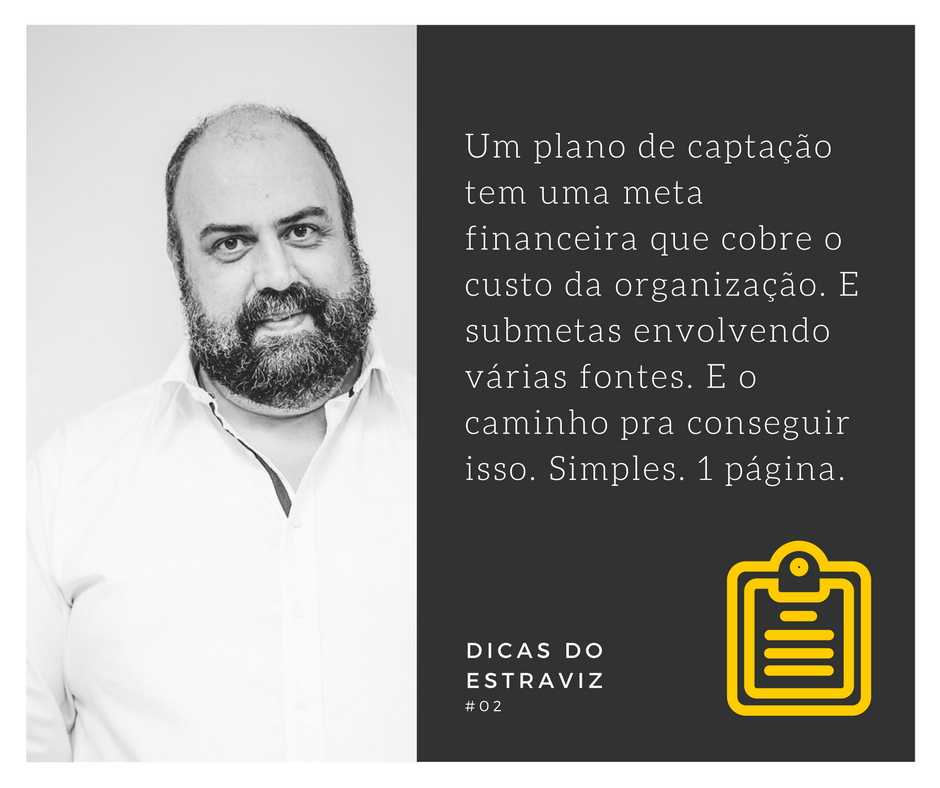 Um plano de captação
tem uma meta
financeira que cobre o
custo da organização. E
submetas envolvendo
várias fontes. E o
caminho pra conseguir
isso. Simples. 1 página.
DICAS DO
ESTRAVIZ
#02